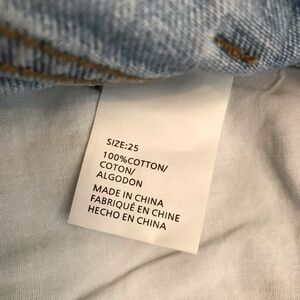 SIZE:25
100%COTTON/
COTON/
ALGODON
MADE IN CHINA
FABRIQUÉ EN CHINE
HECHO EN CHINA